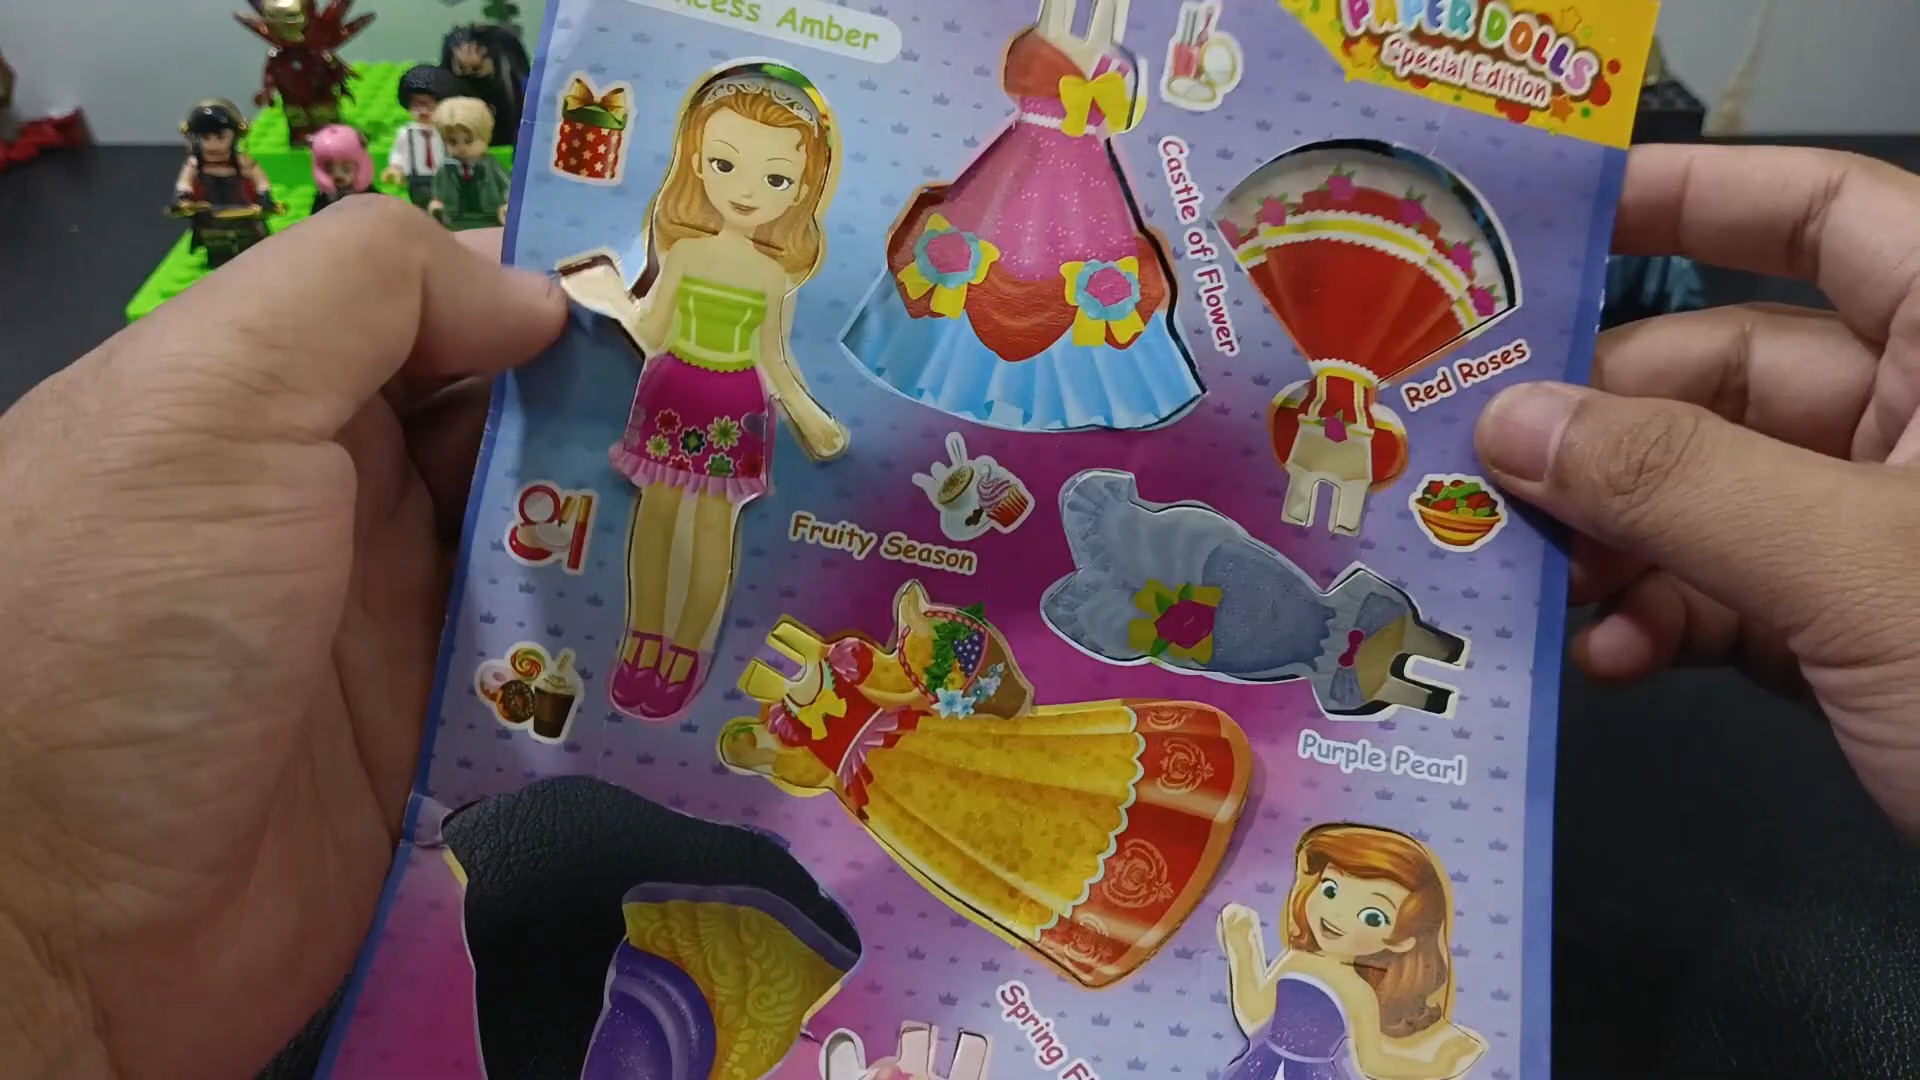 Amber
PAPER DOLLS
Special Edition
Castle of Flower
Red Roses
Fruity Season
Purple Pearl
Spring